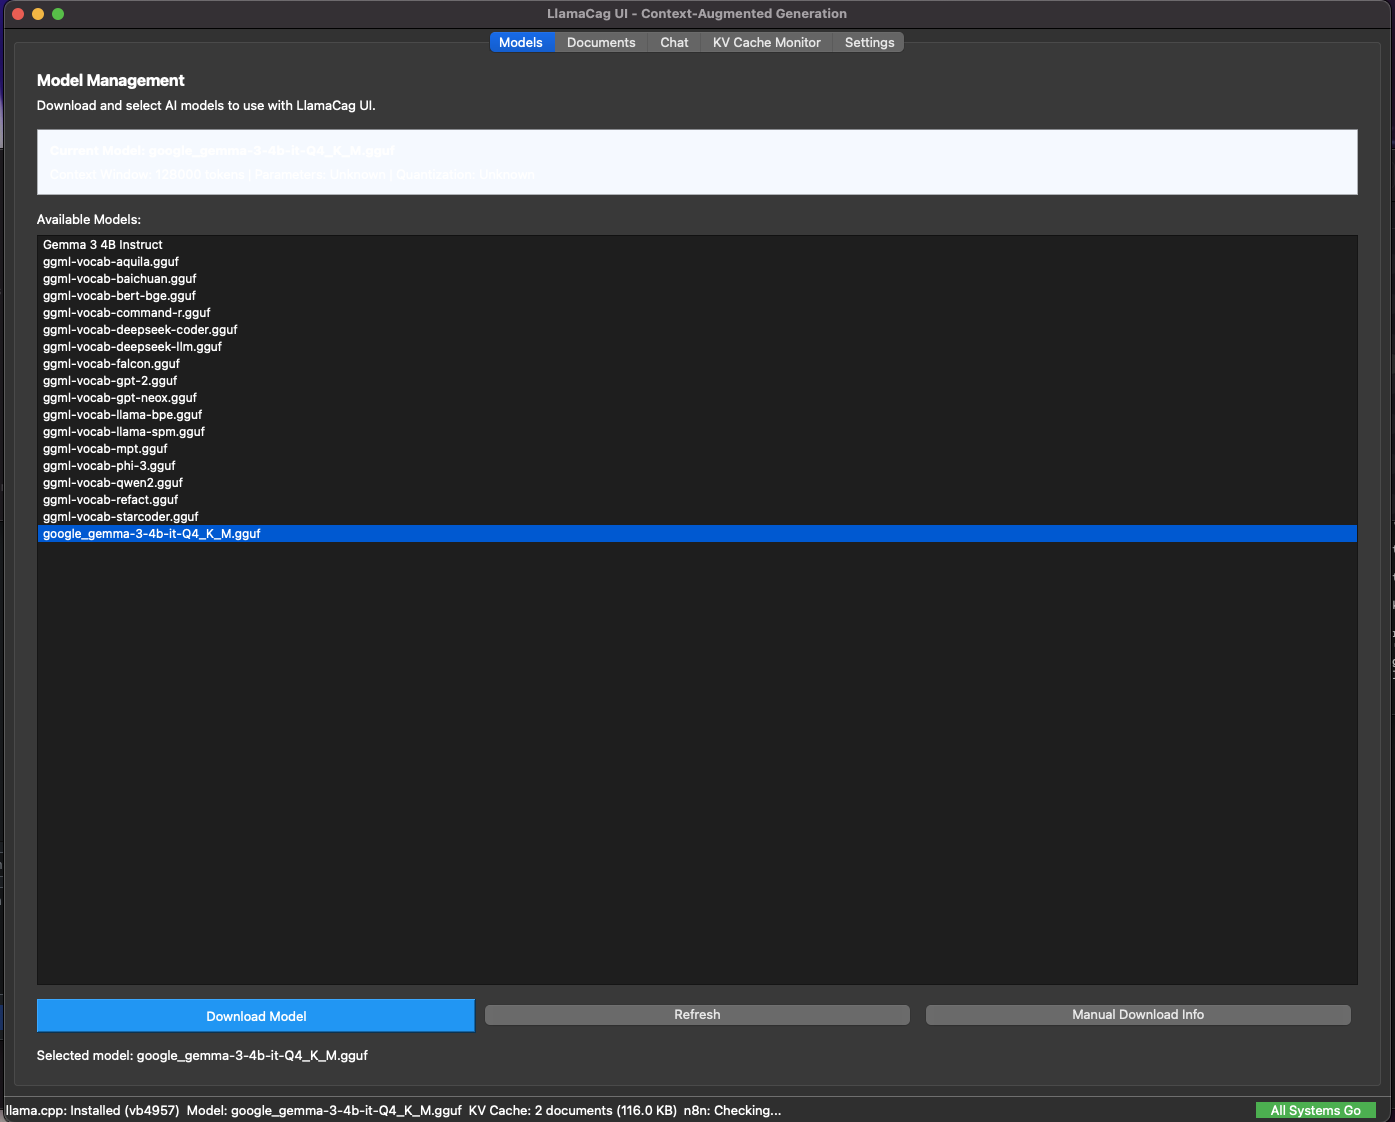 LlamaCag UI - Context-Augmented Generation
Models Documents Chat KV Cache Monitor Settings
Model Management
Download and select AI models to use with LlamaCag UI.
Current Model: google_gemma-3-4b-it-Q4_K_M.gguf
Context Window: 128000 tokens | Parameters: Unknown | Quantization: Unknown
Available Models:
Gemma 3 4B Instruct
ggml-vocab-aquila.gguf
ggml-vocab-baichuan.gguf
ggml-vocab-bert-bge.gguf
ggml-vocab-command-r.gguf
ggml-vocab-deepseek-coder.gguf
ggml-vocab-deepseek-llm.gguf
ggml-vocab-falcon.gguf
ggml-vocab-gpt-2.gguf
ggml-vocab-gpt-neox.gguf
ggml-vocab-llama-bpe.gguf
ggml-vocab-llama-spm.gguf
ggml-vocab-mpt.gguf
ggml-vocab-phi-3.gguf
ggml-vocab-qwen2.gguf
ggml-vocab-refact.gguf
ggml-vocab-starcoder.gguf
google_gemma-3-4b-it-Q4_K_M.gguf
Download Model Refresh Manual Download Info
Selected model: google_gemma-3-4b-it-Q4_K_M.gguf
llama.cpp: Installed (vb4957) Model: google_gemma-3-4b-it-Q4_K_M.gguf KV Cache: 2 documents (116.0 KB) n8n: Checking... All Systems Go